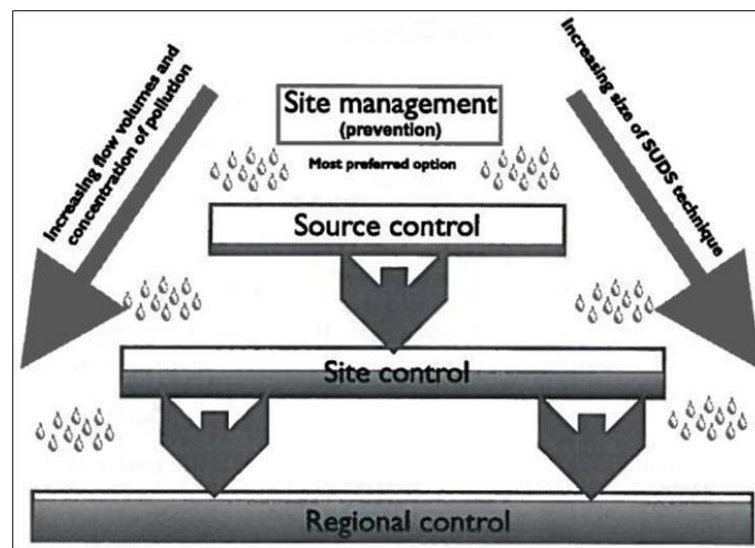 Increasing flow volumes and
concentration of pollution
Increasing size of SUDS technique
Site management
(prevention)
Most preferred option
Source control
Site control
Regional control